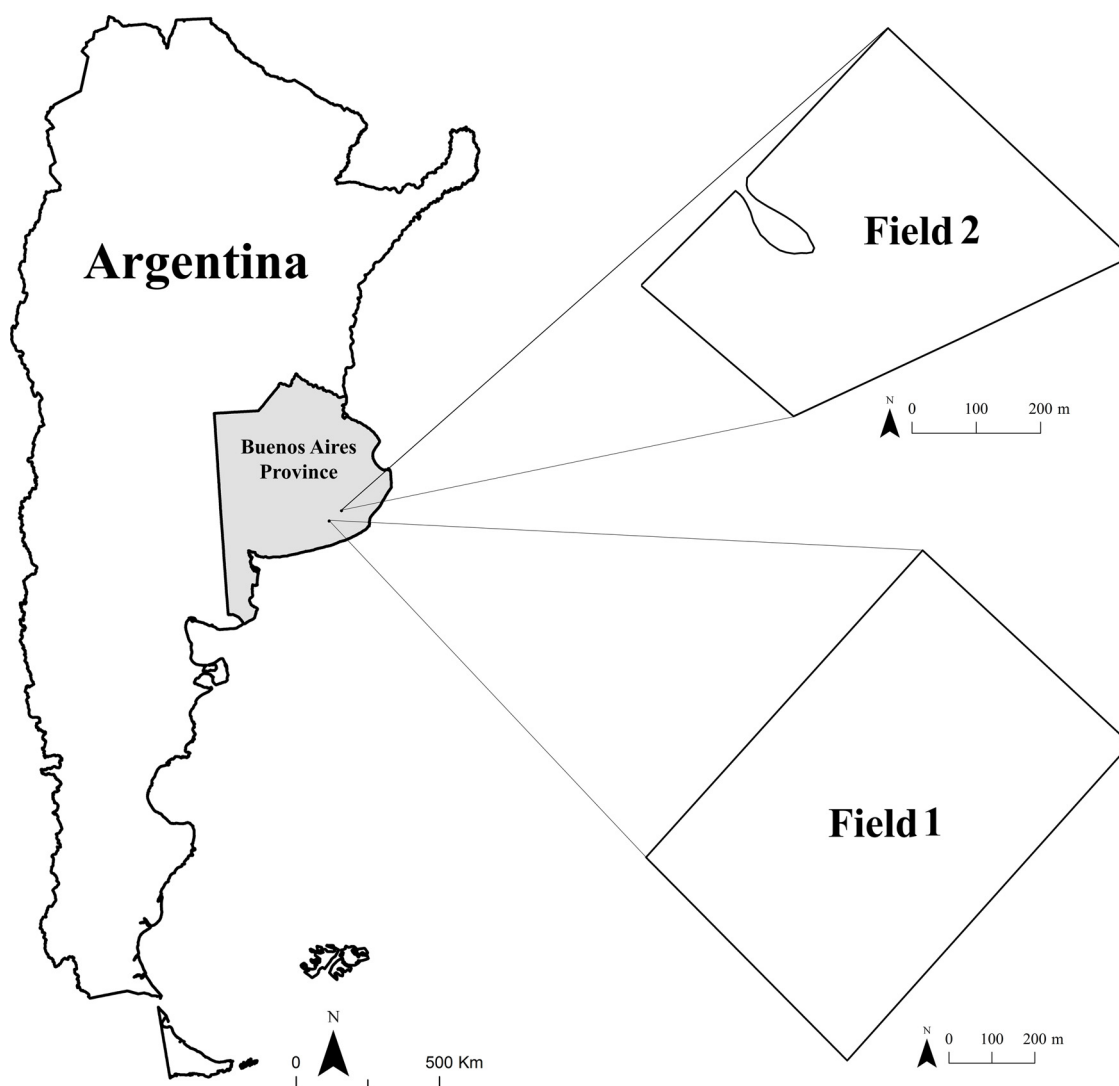 Argentina
Buenos Aires
Province
N
0 500 Km
Field 2
N
0 100 200 m
Field 1
N
0 100 200 m